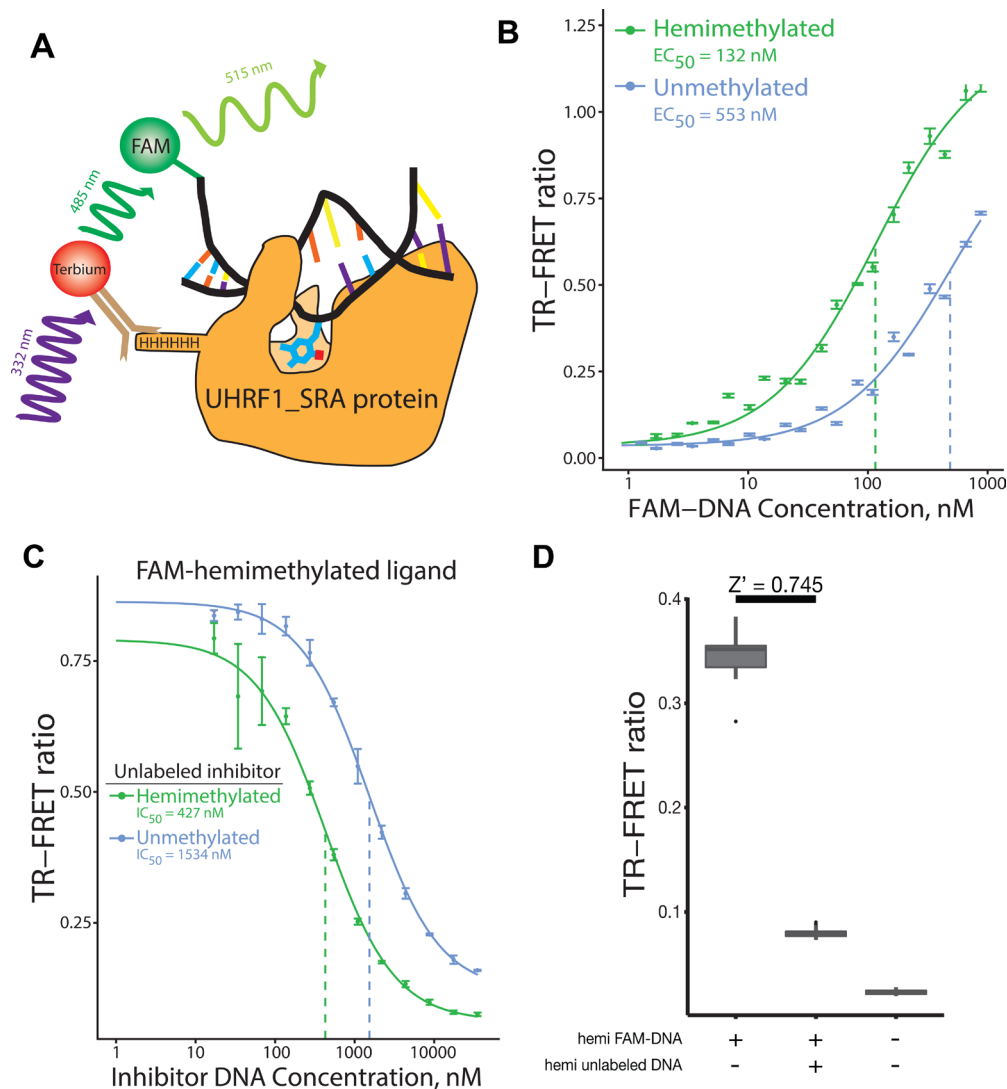 A
515 nm
FAM
485 nm
Terbium
332 nm
HHHHHH
UHRF1_SRA protein
B
Hemimethylated
EC50 = 132 nM
Unmethylated
EC50 = 553 nM
TR−FRET ratio
1.25
1.00
0.75
0.50
0.25
0.00
1
10
100
1000
FAM−DNA Concentration, nM
C
FAM-hemimethylated ligand
TR−FRET ratio
0.75
0.50
0.25
Unlabeled inhibitor
Hemimethylated
IC50 = 427 nM
Unmethylated
IC50 = 1534 nM
1
10
100
1000
10000
Inhibitor DNA Concentration, nM
D
Z' = 0.745
TR−FRET ratio
0.4
0.3
0.2
0.1
hemi FAM-DNA + + -
hemi unlabeled DNA - + -